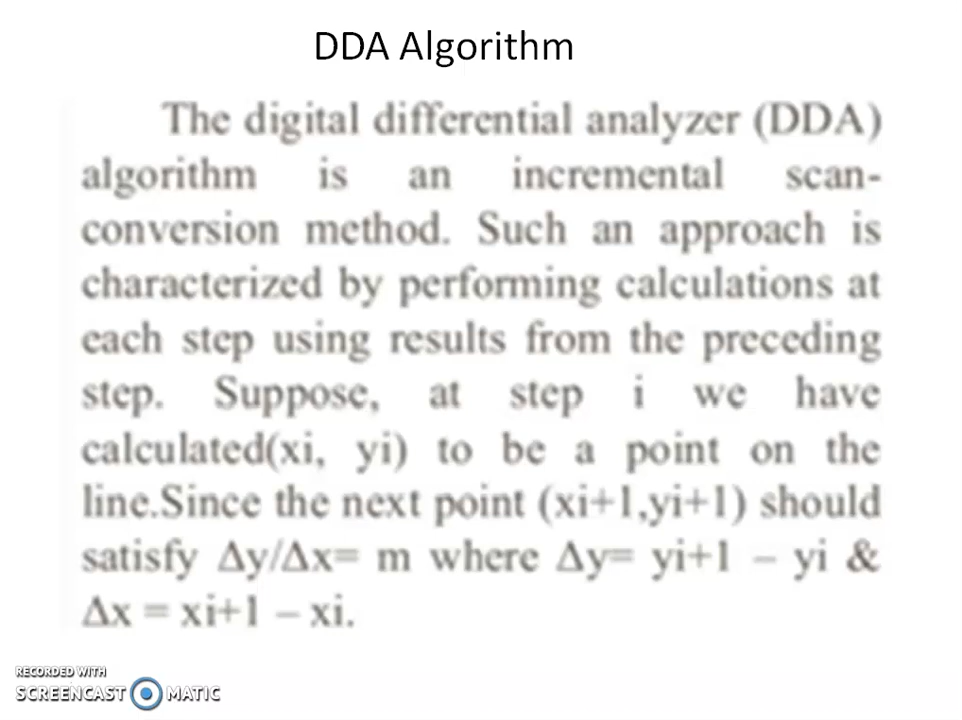 DDA Algorithm
The digital differential analyzer (DDA)
algorithm is an incremental scan-
conversion method. Such an approach is
characterized by performing calculations at
each step using results from the preceding
step. Suppose, at step i we have
calculated(xi, yi) to be a point on the
line.Since the next point (xi+1,yi+1) should
satisfy Δy/Δx= m where Δy= yi+1 – yi &
Δx = xi+1 – xi.
RECORDED WITH
SCREENCAST MATIC